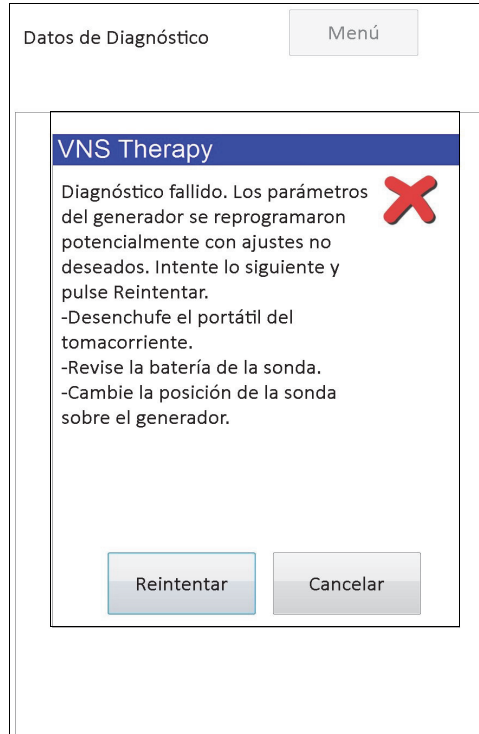 Datos de Diagnóstico
Menú
VNS Therapy
Diagnóstico fallido. Los parámetros
del generador se reprogramaron
potencialmente con ajustes no
deseados. Intente lo siguiente y
pulse Reintentar.
-Desenchufe el portátil del
tomacorriente.
-Revise la batería de la sonda.
-Cambie la posición de la sonda
sobre el generador.
Reintentar
Cancelar